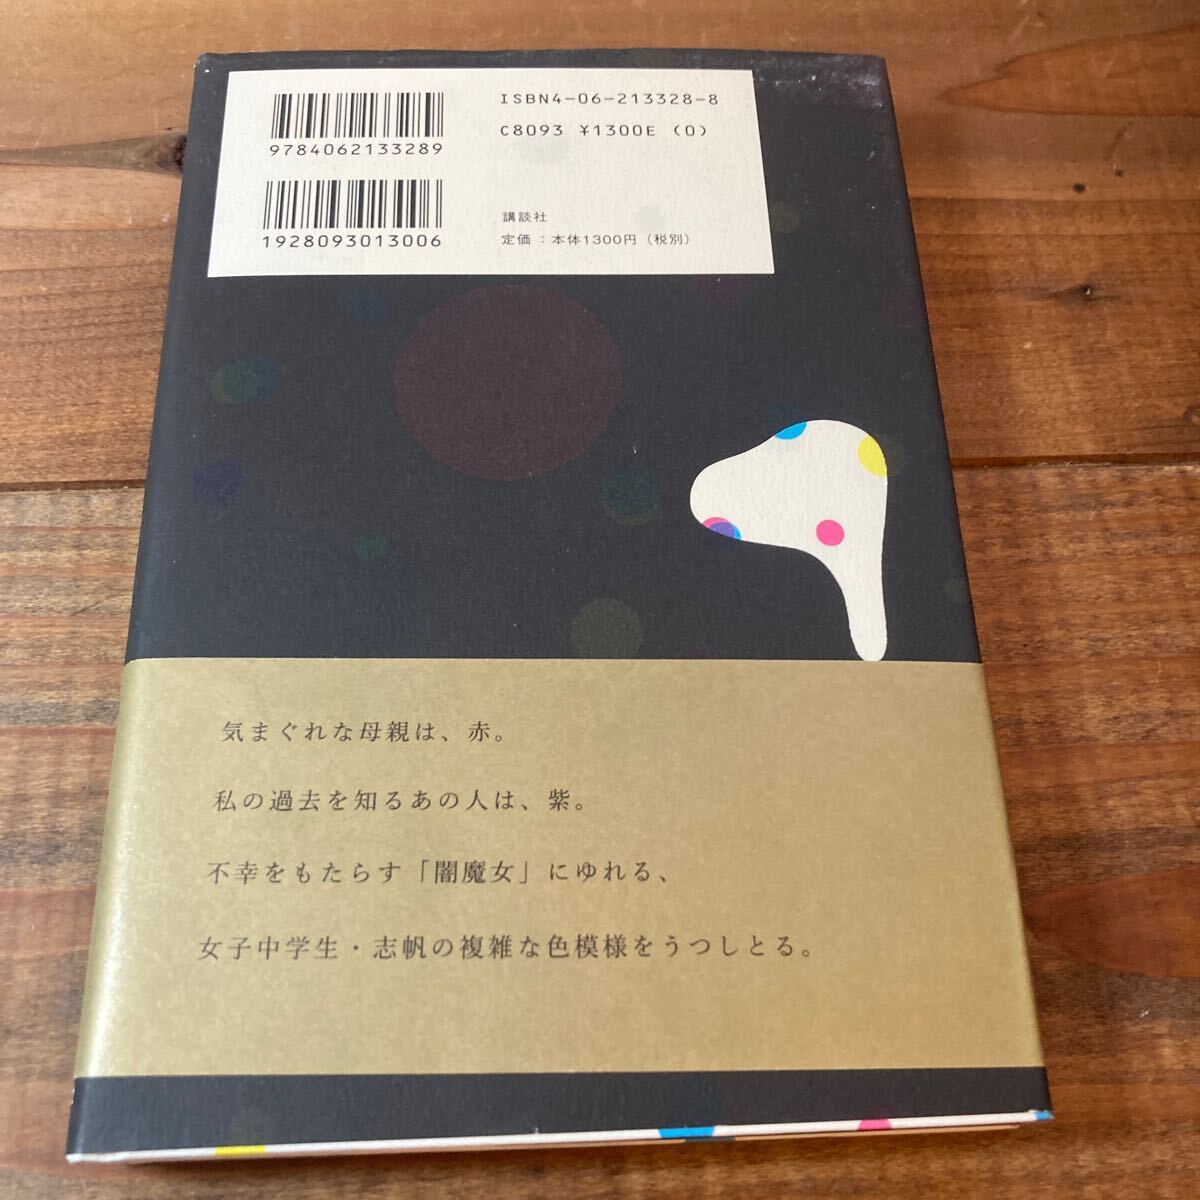 ISBN4-06-213328-8
C8093 ¥1300E (0)
9784062133289
1928093013006
講談社
定価：本体1300円（税別）
気まぐれな母親は、赤。
私の過去を知るあの人は、紫。
不幸をもたらす「闇魔女」にゆれる、
女子中学生・志帆の複雑な色模様をうつしとる。